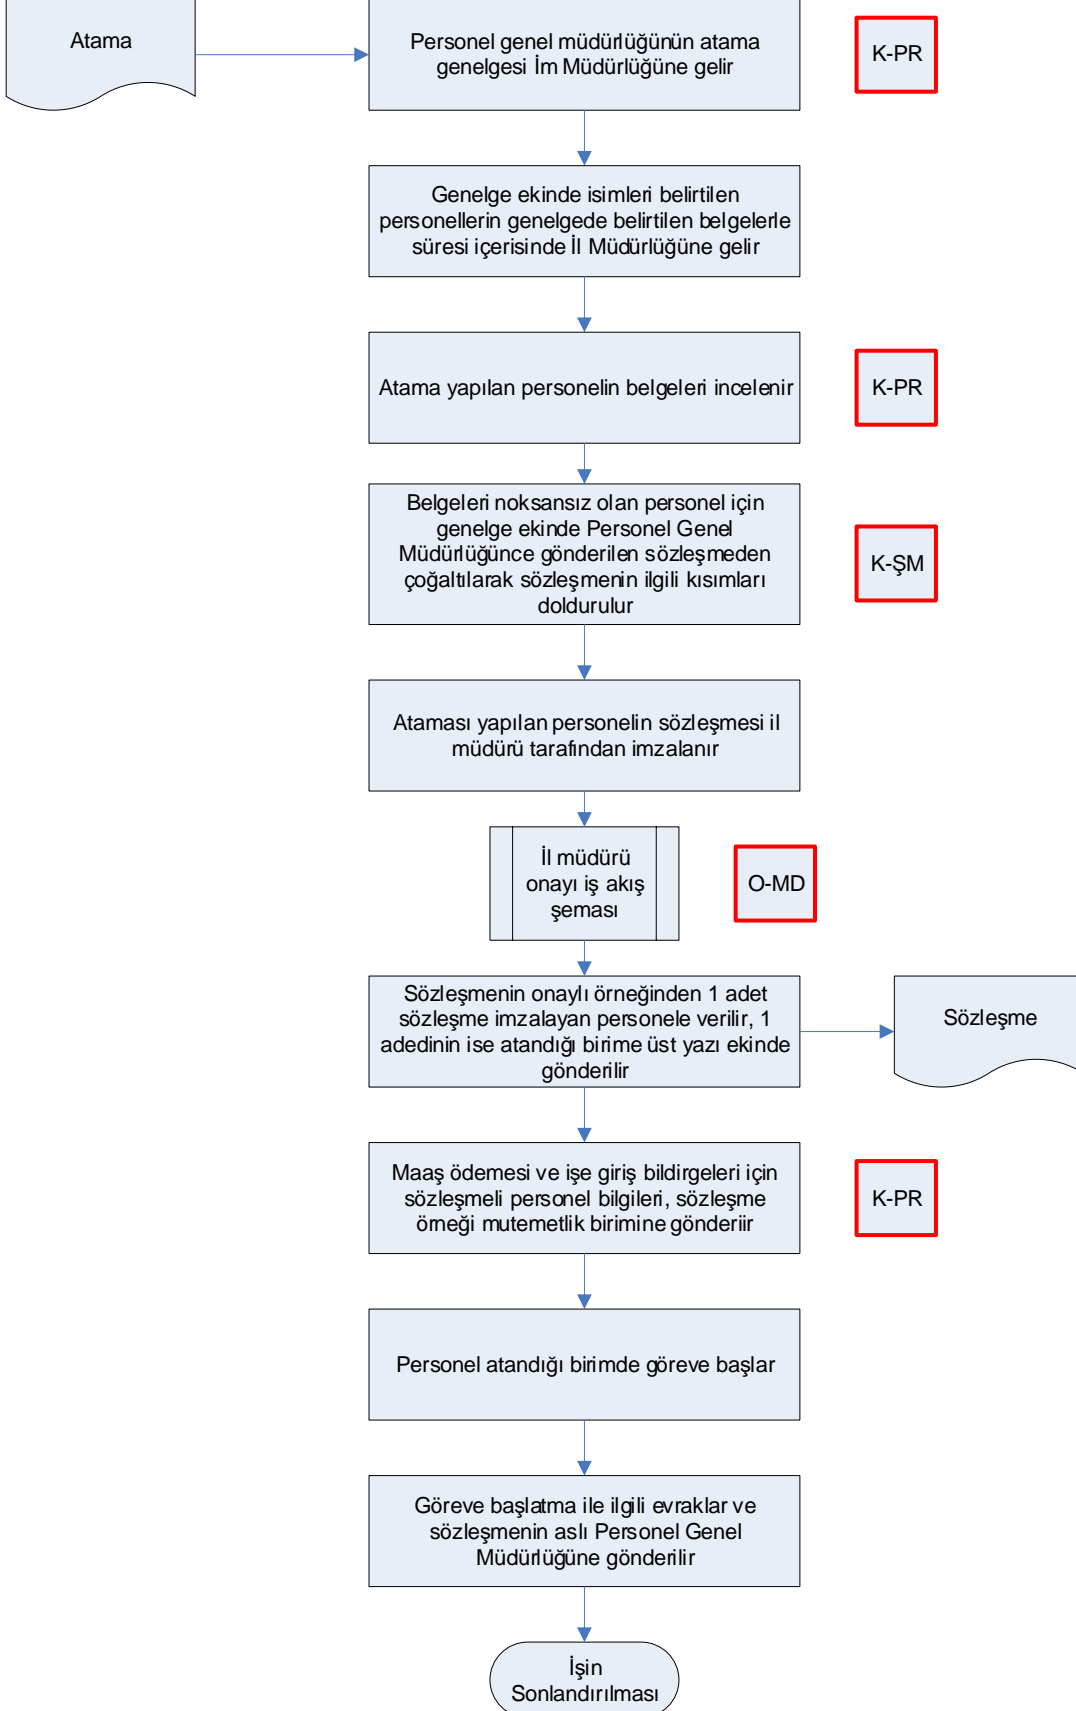 Atama
Personel genel müdürlüğünün atama
genelgesi İm Müdürlüğüne gelir
K-PR
Genelge ekinde isimleri belirtilen
personellerin genelgede belirtilen belgelerle
süresi içerisinde İl Müdürlüğüne gelir
Atama yapılan personelin belgeleri incelenir
K-PR
Belgeleri noksansız olan personel için
genelge ekinde Personel Genel
Müdürlüğünce gönderilen sözleşmeden
çoğaltılarak sözleşmenin ilgili kısımları
doldurulur
K-ŞM
Ataması yapılan personelin sözleşmesi il
müdürü tarafından imzalanır
İl müdürü
onayı iş akış
şeması
O-MD
Sözleşmenin onaylı örneğinden 1 adet
sözleşme imzalayan personele verilir, 1
adedinin ise atandığı birime üst yazı ekinde
gönderilir
Sözleşme
Maaş ödemesi ve işe giriş bildirgeleri için
sözleşmeli personel bilgileri, sözleşme
örneği mutemetlik birimine gönderiir
K-PR
Personel atandığı birimde göreve başlar
Göreve başlatma ile ilgili evraklar ve
sözleşmenin aslı Personel Genel
Müdürlüğüne gönderilir
İşin
Sonlandırılması